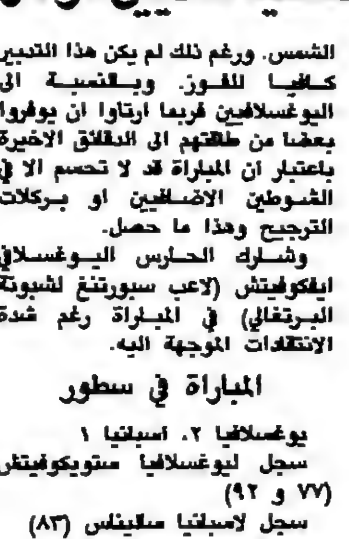 الشمس. ورغم ذلك لم يكن هذا التدبير
كافيا للفوز. وبالنسبة الى
اليوغسلافيين فربما ارتأوا ان يوفروا
بعضا من طاقتهم الى الدقائق الاخيرة
باعتبار ان المباراة قد لا تحسم الا في
الشوطين الاضافيين او بركلات
الترجيح وهذا ما حصل.
وشارك الحارس اليوغسلافي
ايفكوفيتش (لاعب سبورتنغ لشبونة
البرتغالي) في المباراة رغم شدة
الانتقادات الموجهة اليه.
المباراة في سطور
يوغسلافيا ٢، اسبانيا ١
سجل ليوغسلافيا ستويكوفيتش
(٧٧ و ٩٢)
سجل لاسبانيا ساليناس (٨٣)